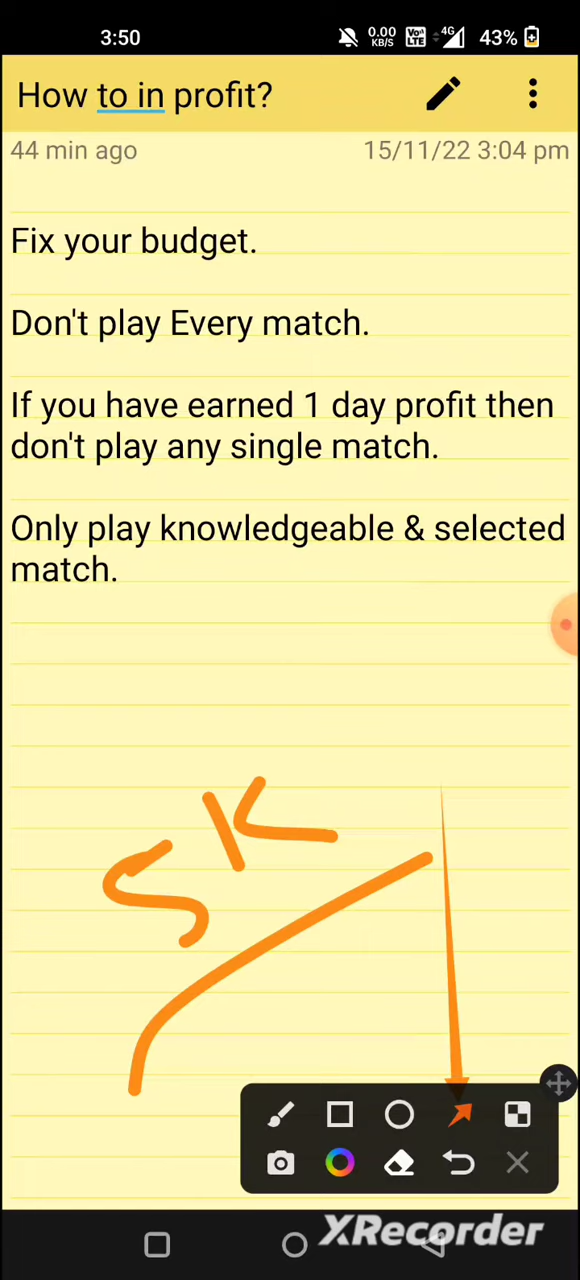 3:50
0.00
KB/S
Vo)
LTE
4G
43%
How to in profit?
44 min ago
15/11/22 3:04 pm
Fix your budget.
Don't play Every match.
If you have earned 1 day profit then
don't play any single match.
Only play knowledgeable & selected
match.
SK
XRecorder